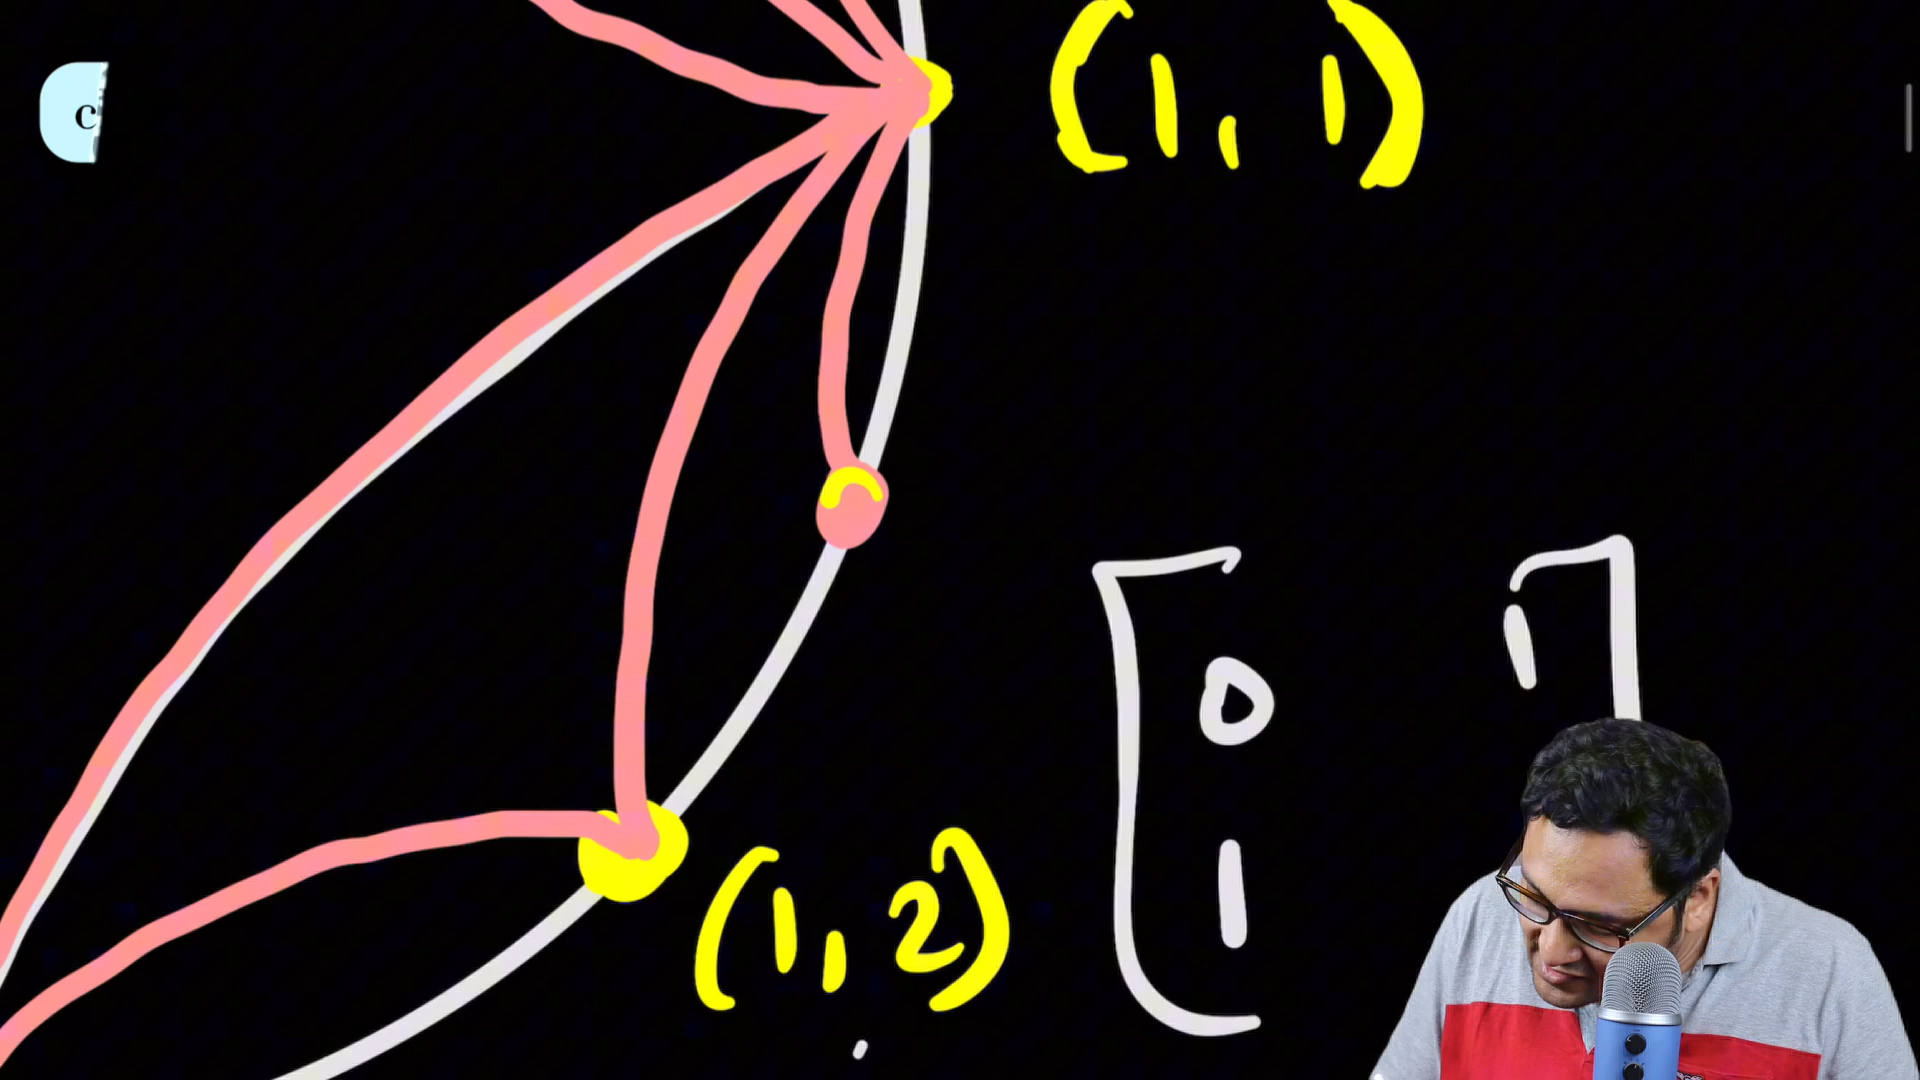 c
(1, 1)
[ 0 1 ]
1
(1, 2)